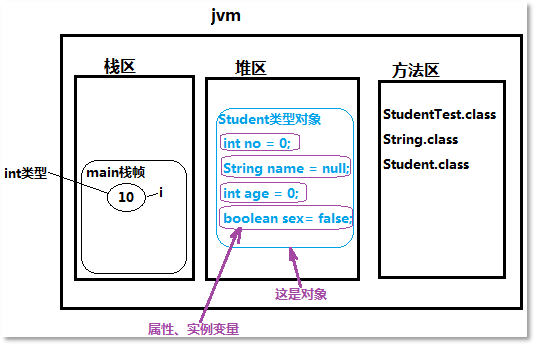 jvm
栈区
堆区
方法区
Student类型对象
int no = 0;
String name = null;
int age = 0;
boolean sex= false;
StudentTest.class
String.class
Student.class
int类型
main栈帧
10
i
这是对象
属性、实例变量